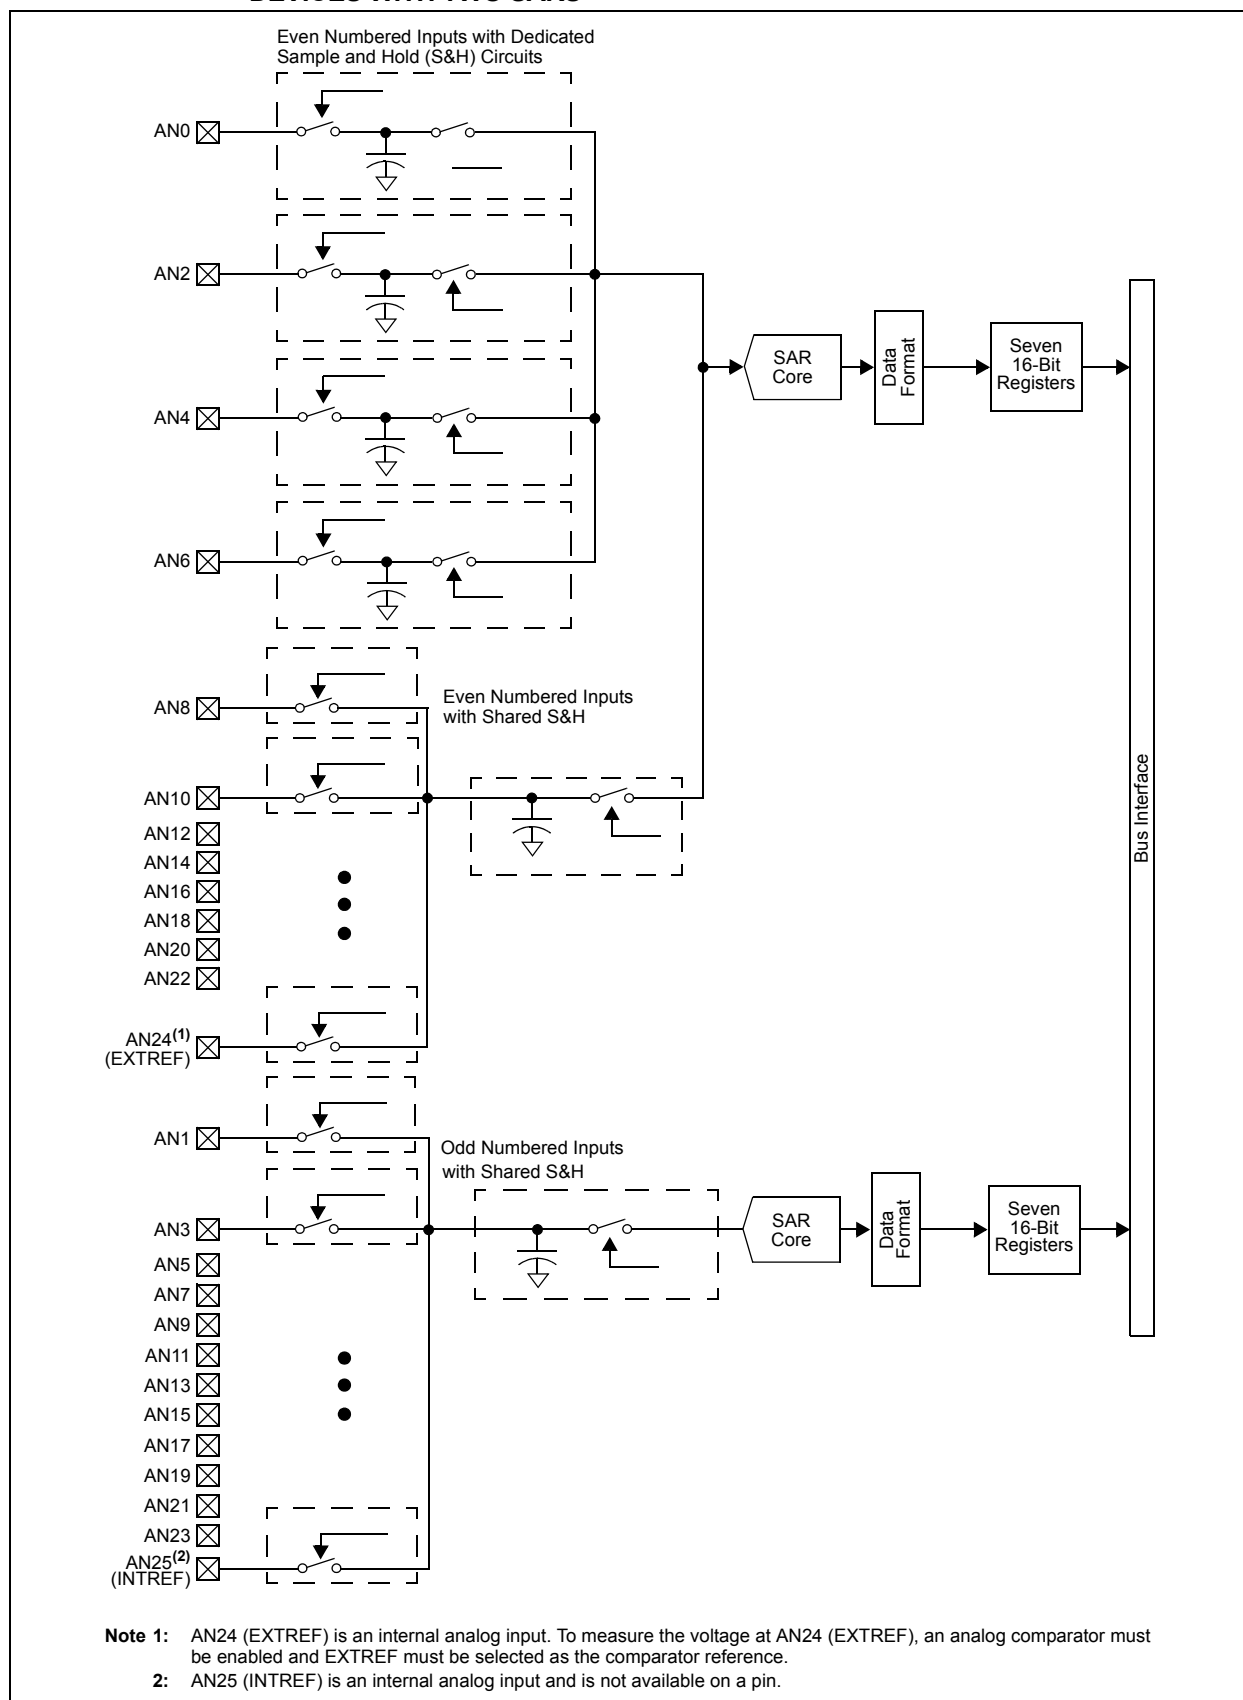 DEVICES WITH TWO SARS
Even Numbered Inputs with Dedicated
Sample and Hold (S&H) Circuits
AN0
AN2
AN4
AN6
SAR
Core
Data
Format
Seven
16-Bit
Registers
AN8
Even Numbered Inputs
with Shared S&H
AN10
AN12
AN14
AN16
AN18
AN20
AN22
AN24(1)
(EXTREF)
Bus Interface
AN1
Odd Numbered Inputs
with Shared S&H
AN3
SAR
Core
Data
Format
Seven
16-Bit
Registers
AN5
AN7
AN9
AN11
AN13
AN15
AN17
AN19
AN21
AN23
AN25(2)
(INTREF)
Note 1: AN24 (EXTREF) is an internal analog input. To measure the voltage at AN24 (EXTREF), an analog comparator must
be enabled and EXTREF must be selected as the comparator reference.
2: AN25 (INTREF) is an internal analog input and is not available on a pin.